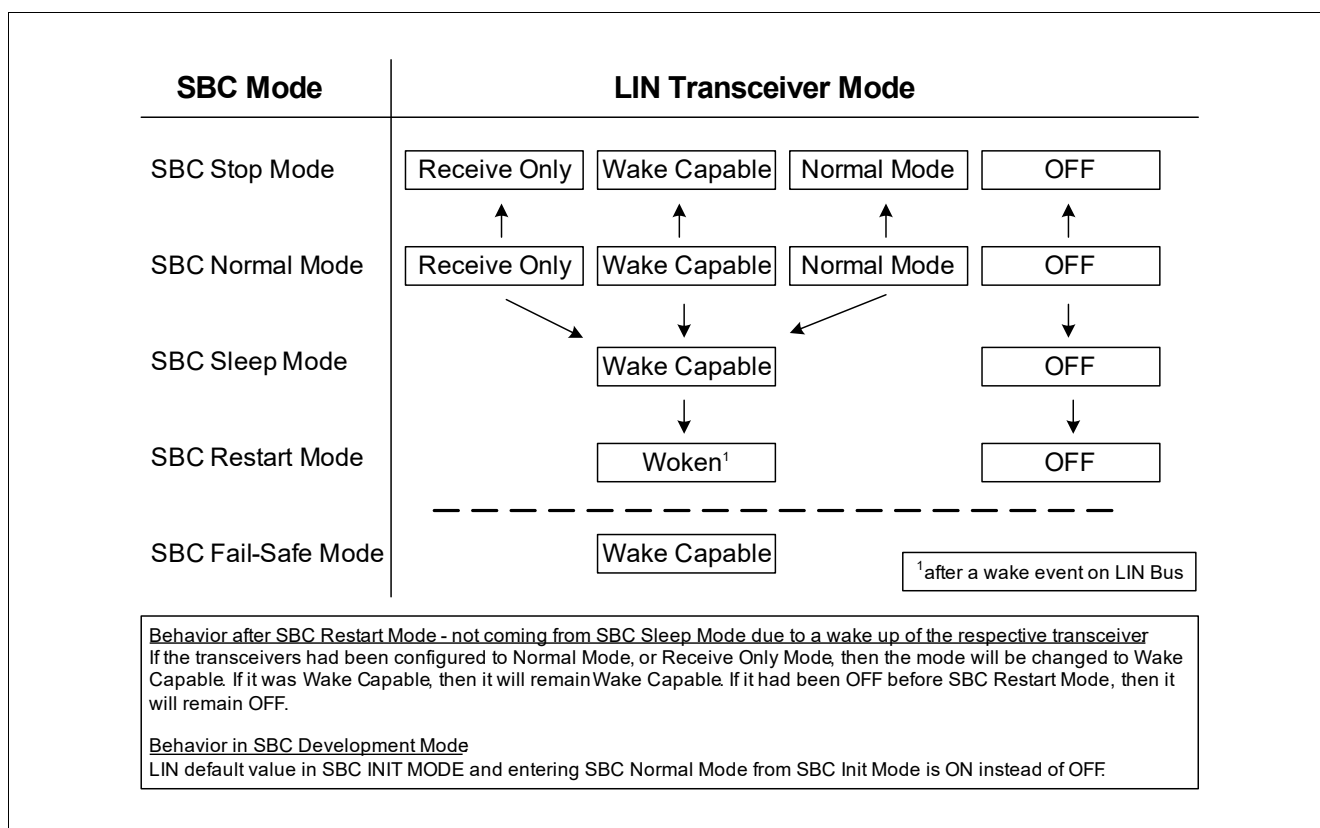 SBC Mode LIN Transceiver Mode
SBC Stop Mode Receive Only Wake Capable Normal Mode OFF
SBC Normal Mode Receive Only Wake Capable Normal Mode OFF
SBC Sleep Mode Wake Capable OFF
SBC Restart Mode Woken¹ OFF
SBC Fail-Safe Mode Wake Capable
¹after a wake event on LIN Bus
Behavior after SBC Restart Mode - not coming from SBC Sleep Mode due to a wake up of the respective transceiver
If the transceivers had been configured to Normal Mode, or Receive Only Mode, then the mode will be changed to Wake
Capable. If it was Wake Capable, then it will remain Wake Capable. If it had been OFF before SBC Restart Mode, then it
will remain OFF.
Behavior in SBC Development Mode
LIN default value in SBC INIT MODE and entering SBC Normal Mode from SBC Init Mode is ON instead of OFF.